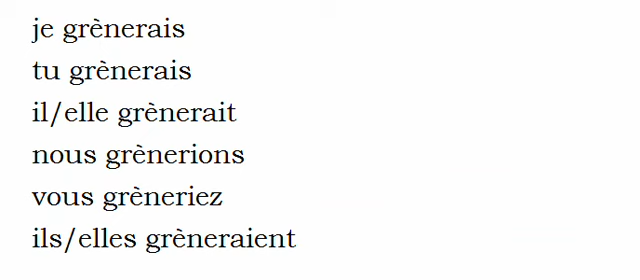 je grènerais
tu grènerais
il/elle grènerait
nous grènerions
vous grèneriez
ils/elles grèneraient